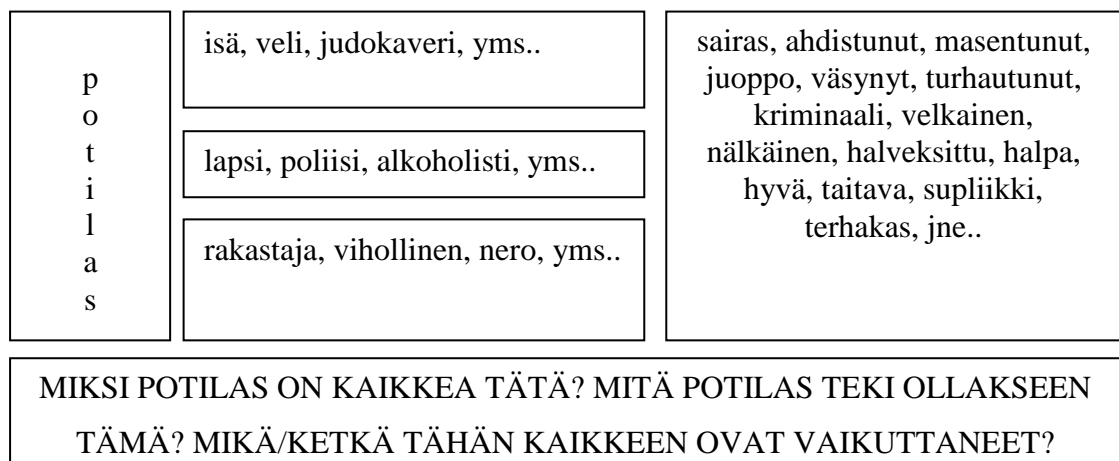 potilas
isä, veli, judokaveri, yms..
lapsi, poliisi, alkoholisti, yms..
rakastaja, vihollinen, nero, yms..
sairas, ahdistunut, masentunut,
juoppo, väsynyt, turhautunut,
kriminaali, velkainen,
nälkäinen, halveksittu, halpa,
hyvä, taitava, supliikki,
terhakas, jne..
MIKSI POTILAS ON KAIKKEA TÄTÄ? MITÄ POTILAS TEKI OLLAKSEEN
TÄMÄ? MIKÄ/KETKÄ TÄHÄN KAIKKEEN OVAT VAIKUTTANEET?